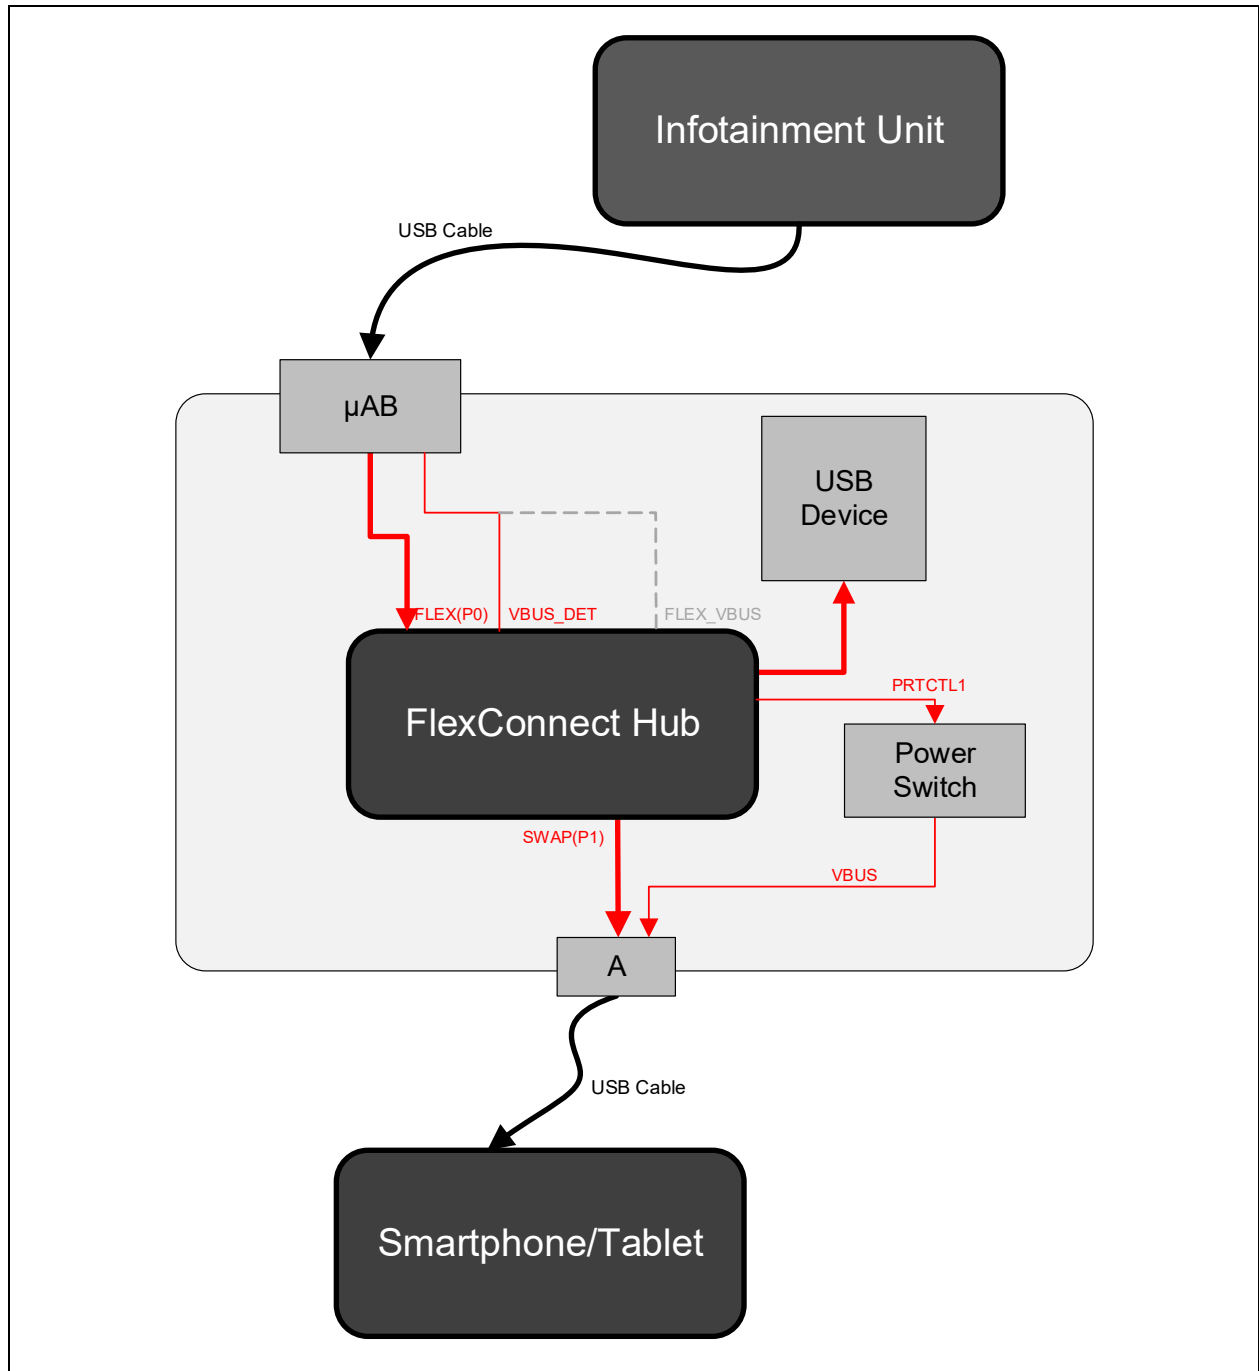 Infotainment Unit
USB Cable
µAB
USB
Device
FLEX(P0)
VBUS_DET
FLEX_VBUS
FlexConnect Hub
PRTCTL1
Power
Switch
SWAP(P1)
VBUS
A
USB Cable
Smartphone/Tablet